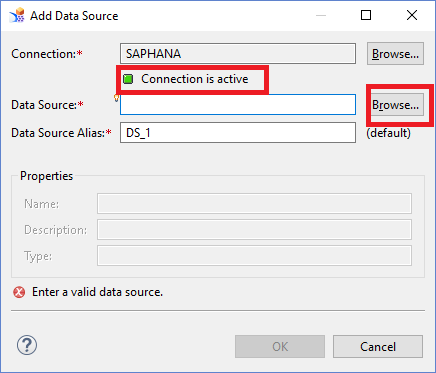 Add Data Source
Connection:* SAPHANA Browse...
Connection is active
Data Source:* Browse...
Data Source Alias:* DS_1 (default)
Properties
Name:
Description:
Type:
Enter a valid data source.
? OK Cancel